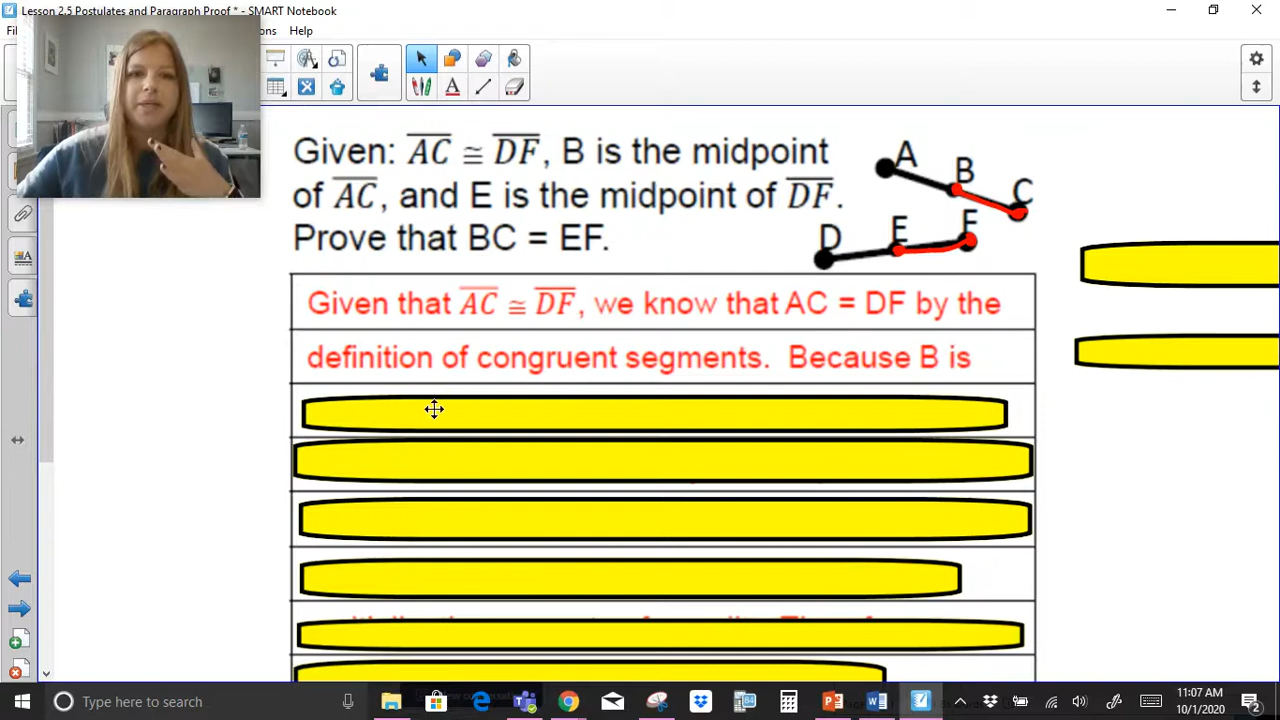 Lesson 2.5 Postulates and Paragraph Proof * - SMART Notebook
Help
Given: AC ≅ DF, B is the midpoint
of AC, and E is the midpoint of DF.
Prove that BC = EF.
A
B
C
D
E
F
Given that AC ≅ DF, we know that AC = DF by the
definition of congruent segments. Because B is
Type here to search
11:07 AM
10/1/2020
2